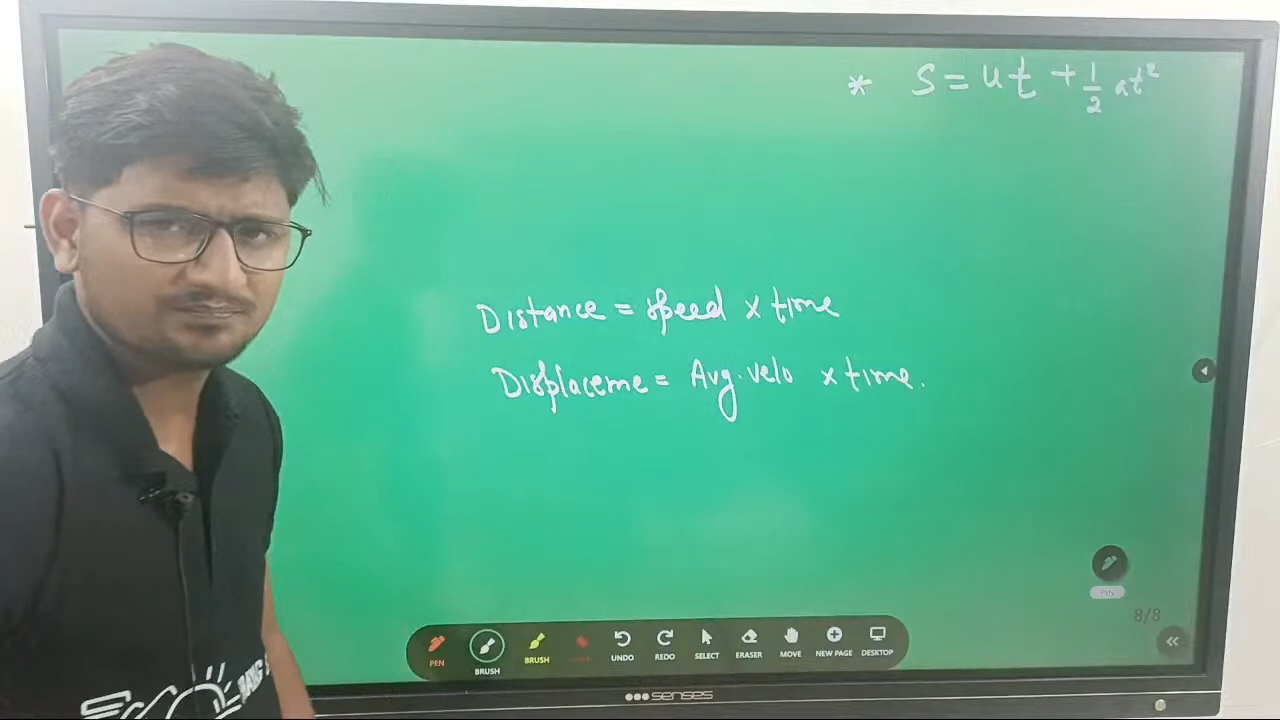 * S = ut + 1/2 at²
Distance = speed × time
Displaceme = Avg. velo × time.
PEN
8/8
PEN
BRUSH
BRUSH
UNDO
REDO
SELECT
ERASER
MOVE
NEW PAGE
DESKTOP
senses